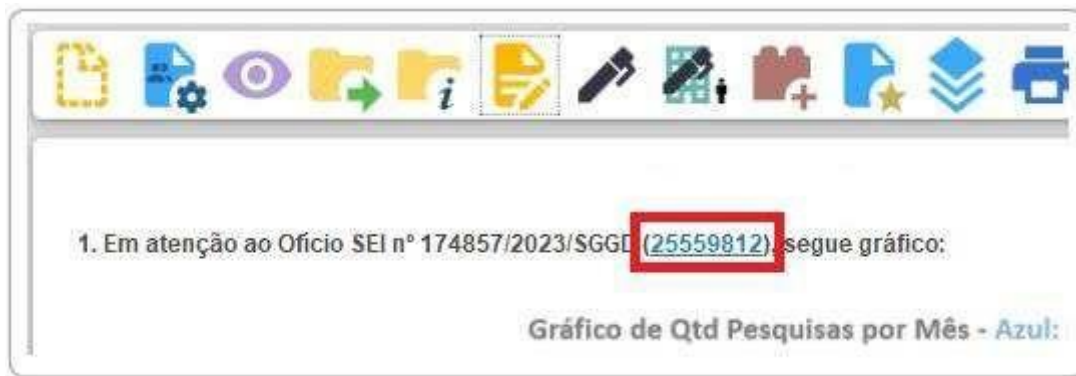 1. Em atenção ao Oficio SEI nº 174857/2023/SGGD (25559812), segue gráfico:
Gráfico de Qtd Pesquisas por Mês - Azul: